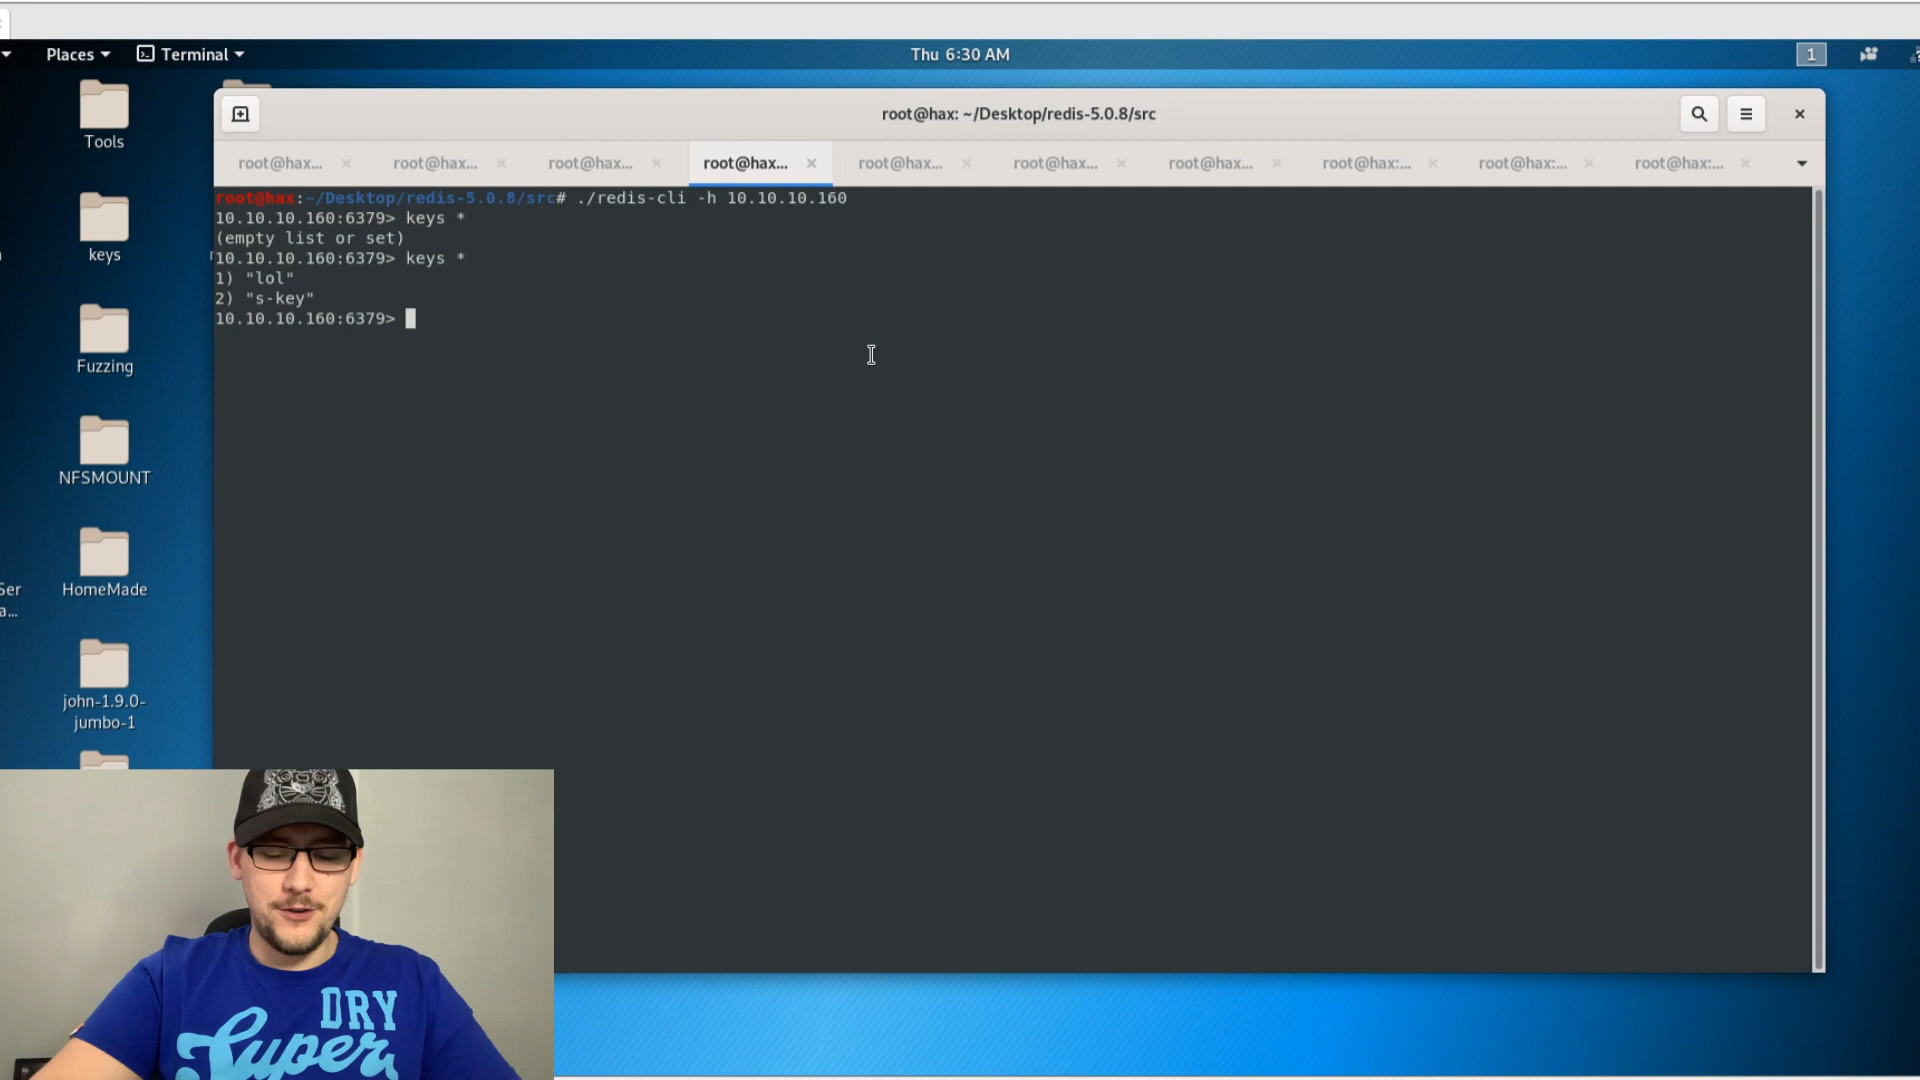 Places
Terminal
Thu 6:30 AM
1
Tools
keys
Fuzzing
NFSMOUNT
Ser
a...
HomeMade
john-1.9.0-
jumbo-1
root@hax: ~/Desktop/redis-5.0.8/src
root@hax... root@hax... root@hax... root@hax... root@hax... root@hax... root@hax... root@hax:... root@hax:... root@hax:...
root@hax:~/Desktop/redis-5.0.8/src# ./redis-cli -h 10.10.10.160
10.10.10.160:6379> keys *
(empty list or set)
10.10.10.160:6379> keys *
1) "lol"
2) "s-key"
10.10.10.160:6379>
DRY
Super